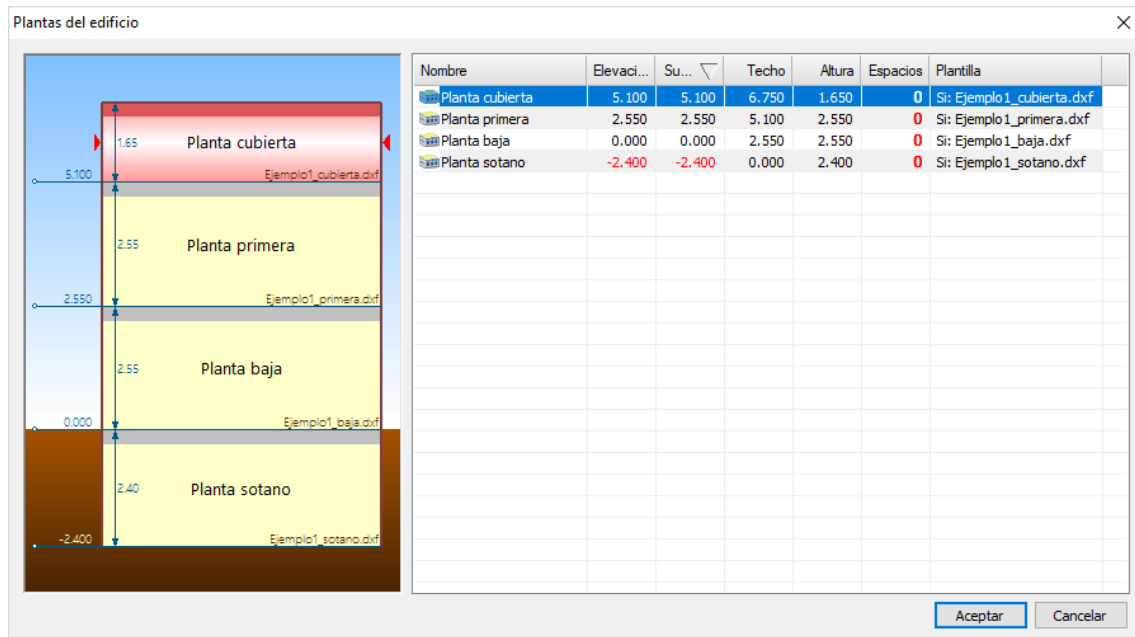 Plantas del edificio
1.65 Planta cubierta
5.100 Ejemplo1_cubierta.dxf
2.55 Planta primera
2.550 Ejemplo1_primera.dxf
2.55 Planta baja
0.000 Ejemplo1_baja.dxf
2.40 Planta sotano
-2.400 Ejemplo1_sotano.dxf
Nombre Elevaci... Su... Techo Altura Espacios Plantilla
Planta cubierta 5.100 5.100 6.750 1.650 0 Si: Ejemplo1_cubierta.dxf
Planta primera 2.550 2.550 5.100 2.550 0 Si: Ejemplo1_primera.dxf
Planta baja 0.000 0.000 2.550 2.550 0 Si: Ejemplo1_baja.dxf
Planta sotano -2.400 -2.400 0.000 2.400 0 Si: Ejemplo1_sotano.dxf
Aceptar Cancelar